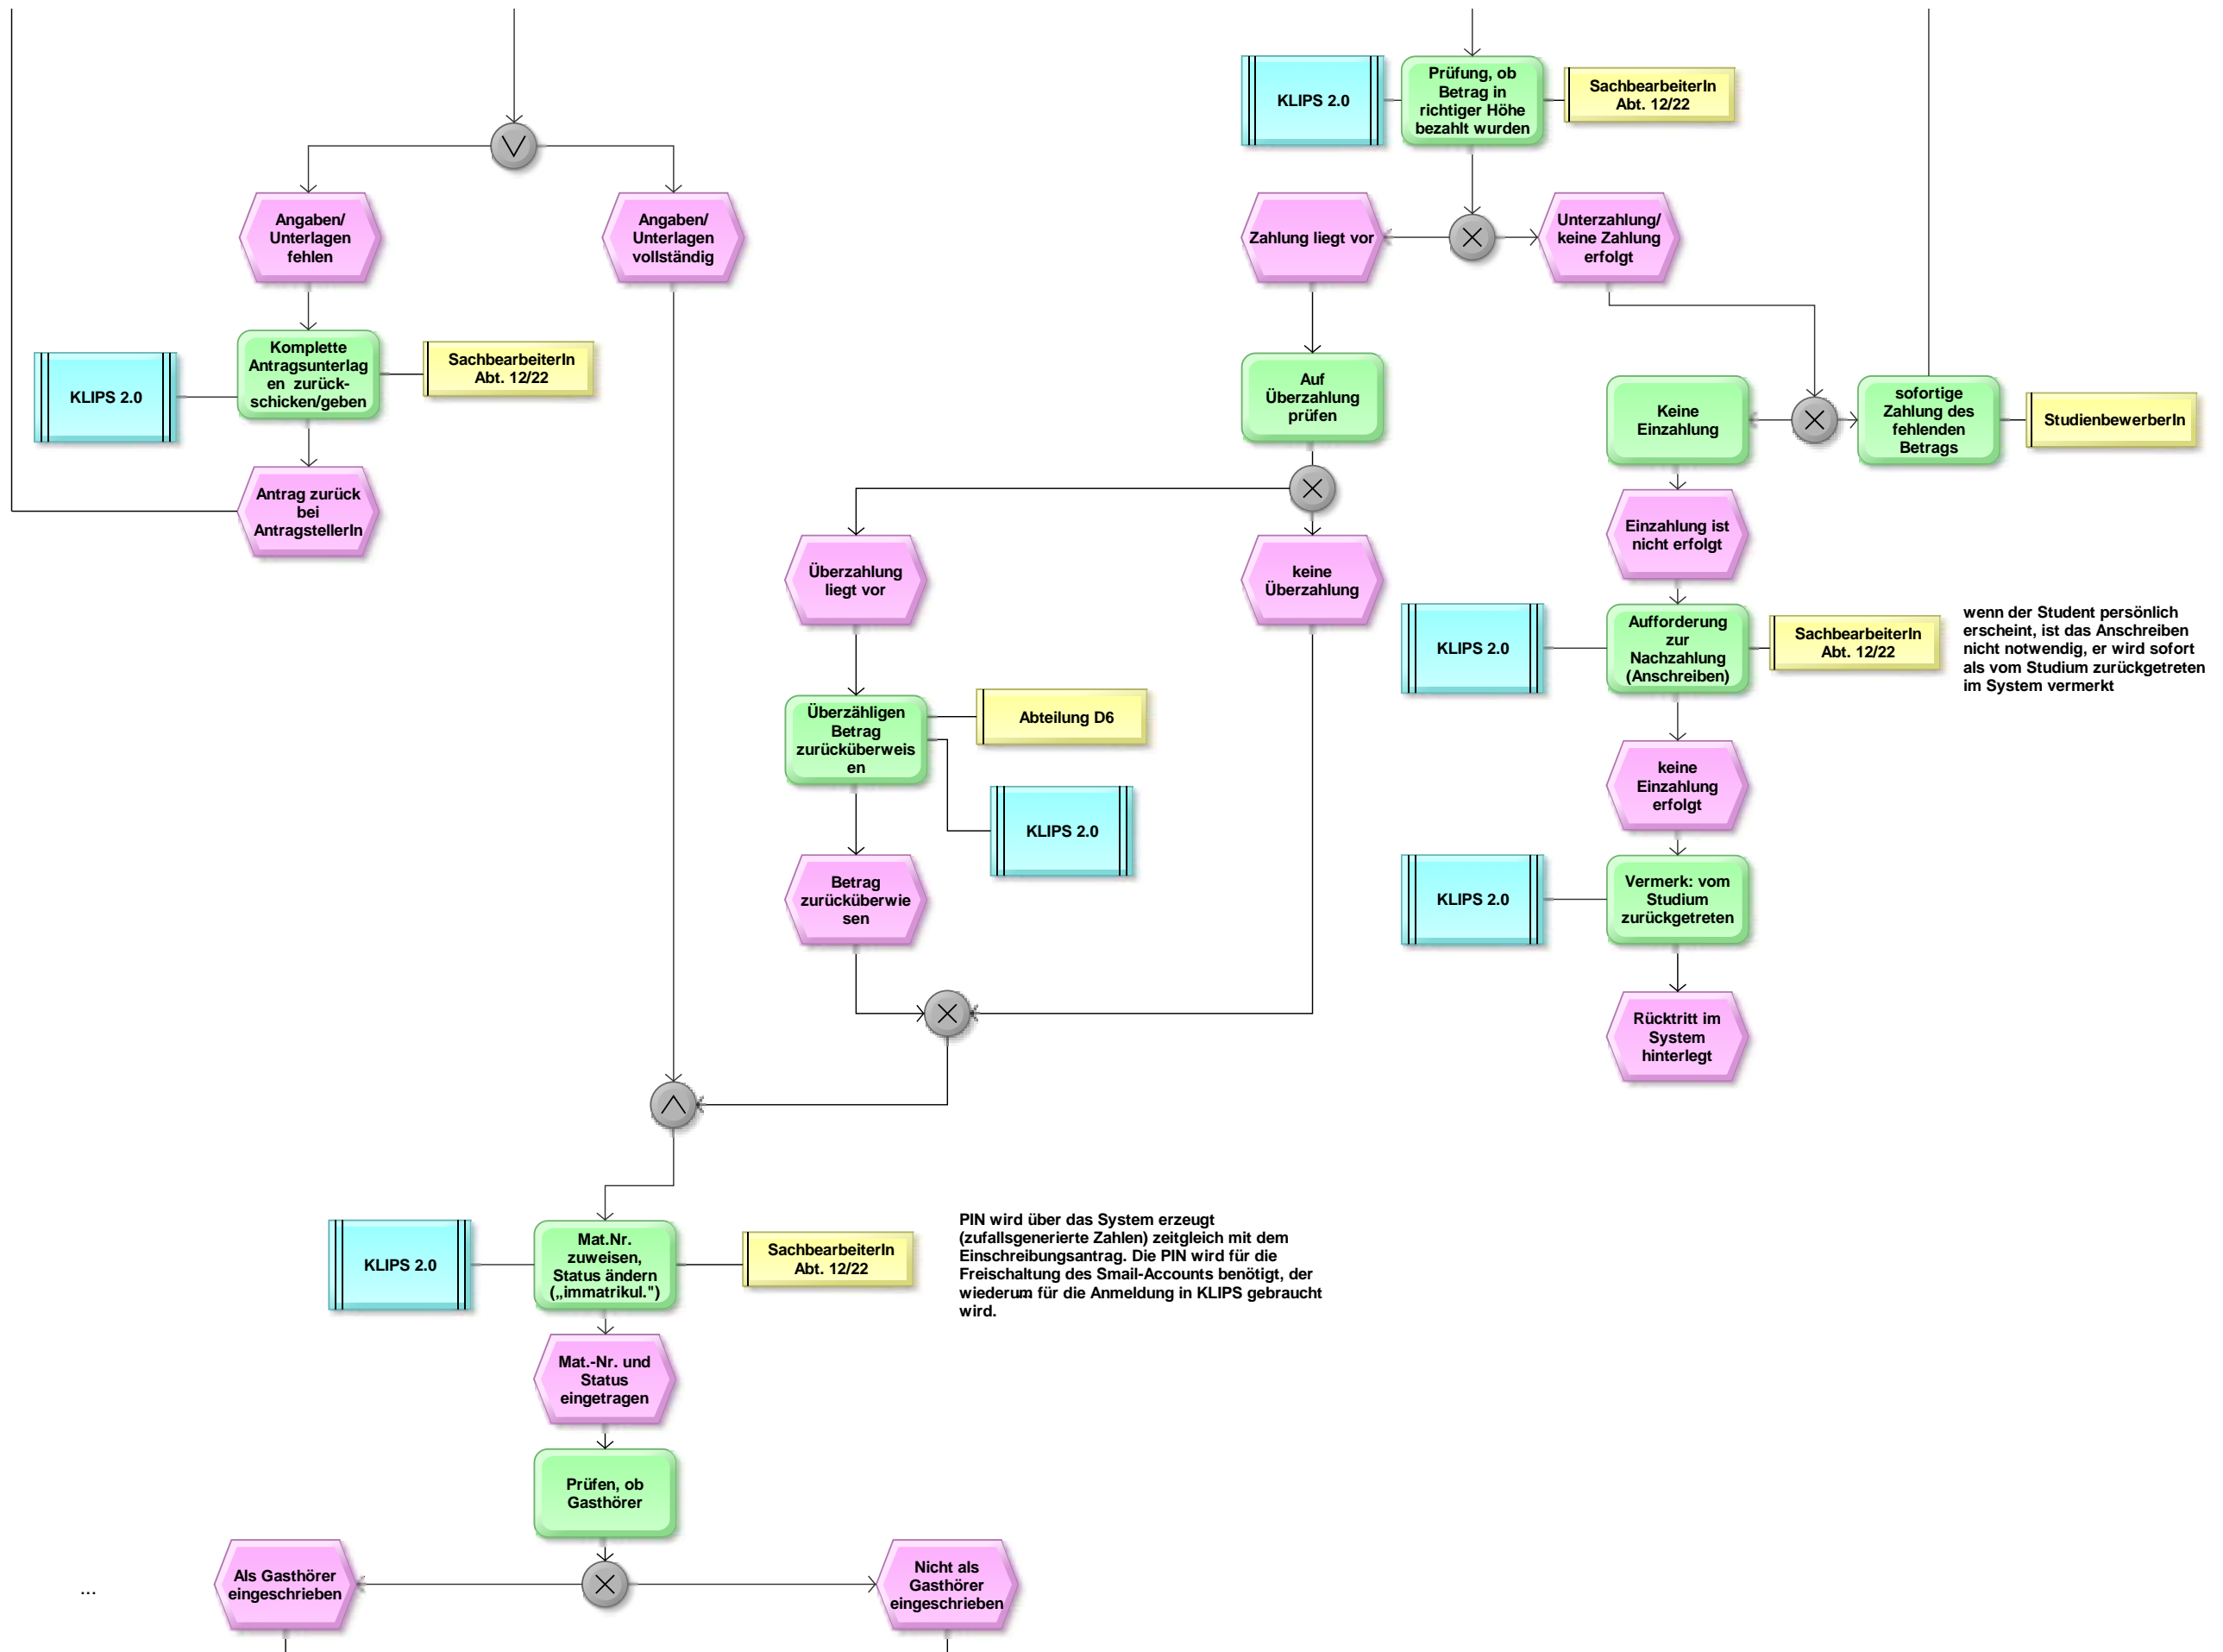 KLIPS 2.0
Prüfung, ob
Betrag in
richtiger Höhe
bezahlt wurden
SachbearbeiterIn
Abt. 12/22
Angaben/
Unterlagen
fehlen
Angaben/
Unterlagen
vollständig
Zahlung liegt vor
Unterzahlung/
keine Zahlung
erfolgt
KLIPS 2.0
Komplette
Antragsunterlag
en zurück-
schicken/geben
SachbearbeiterIn
Abt. 12/22
Auf
Überzahlung
prüfen
Keine
Einzahlung
sofortige
Zahlung des
fehlenden
Betrags
StudienbewerberIn
Antrag zurück
bei
AntragstellerIn
Überzahlung
liegt vor
keine
Überzahlung
Einzahlung ist
nicht erfolgt
KLIPS 2.0
Aufforderung
zur
Nachzahlung
(Anschreiben)
SachbearbeiterIn
Abt. 12/22
wenn der Student persönlich
erscheint, ist das Anschreiben
nicht notwendig, er wird sofort
als vom Studium zurückgetreten
im System vermerkt
Überzähligen
Betrag
zurücküberweis
en
Abteilung D6
KLIPS 2.0
keine
Einzahlung
erfolgt
Betrag
zurücküberwie
sen
KLIPS 2.0
Vermerk: vom
Studium
zurückgetreten
Rücktritt im
System
hinterlegt
KLIPS 2.0
Mat.Nr.
zuweisen,
Status ändern
(„immatrikul.")
SachbearbeiterIn
Abt. 12/22
PIN wird über das System erzeugt
(zufallsgenerierte Zahlen) zeitgleich mit dem
Einschreibungsantrag. Die PIN wird für die
Freischaltung des Smail-Accounts benötigt, der
wiederum für die Anmeldung in KLIPS gebraucht
wird.
Mat.-Nr. und
Status
eingetragen
Prüfen, ob
Gasthörer
...
Als Gasthörer
eingeschrieben
Nicht als
Gasthörer
eingeschrieben